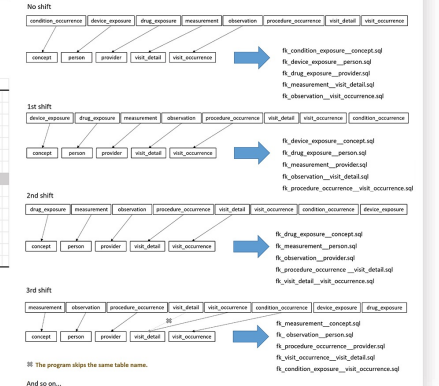 No shift
condition_occurrence device_exposure drug_exposure measurement observation procedure_occurrence visit_detail visit_occurrence
concept person provider visit_detail visit_occurrence
fk_condition_exposure__concept.sql
fk_device_exposure__person.sql
fk_drug_exposure__provider.sql
fk_measurement__visit_detail.sql
fk_observation__visit_occurrence.sql
1st shift
device_exposure drug_exposure measurement observation procedure_occurrence visit_detail visit_occurrence condition_occurrence
concept person provider visit_detail visit_occurrence
fk_device_exposure__concept.sql
fk_drug_exposure__person.sql
fk_measurement__provider.sql
fk_observation__visit_detail.sql
fk_procedure_occurrence__visit_occurrence.sql
2nd shift
drug_exposure measurement observation procedure_occurrence visit_detail visit_occurrence condition_occurrence device_exposure
concept person provider visit_detail visit_occurrence
fk_drug_exposure__concept.sql
fk_measurement__person.sql
fk_observation__provider.sql
fk_procedure_occurrence __visit_detail.sql
fk_visit_detail__visit_occurrence.sql
3rd shift
measurement observation procedure_occurrence visit_detail visit_occurrence condition_occurrence device_exposure drug_exposure
⌘
concept person provider visit_detail visit_occurrence
fk_measurement__concept.sql
fk_observation__person.sql
fk_procedure_occurrence__provider.sql
fk_visit_occurrence__visit_detail.sql
fk_condition_exposure__visit_occurrence.sql
⌘ The program skips the same table name.
And so on...